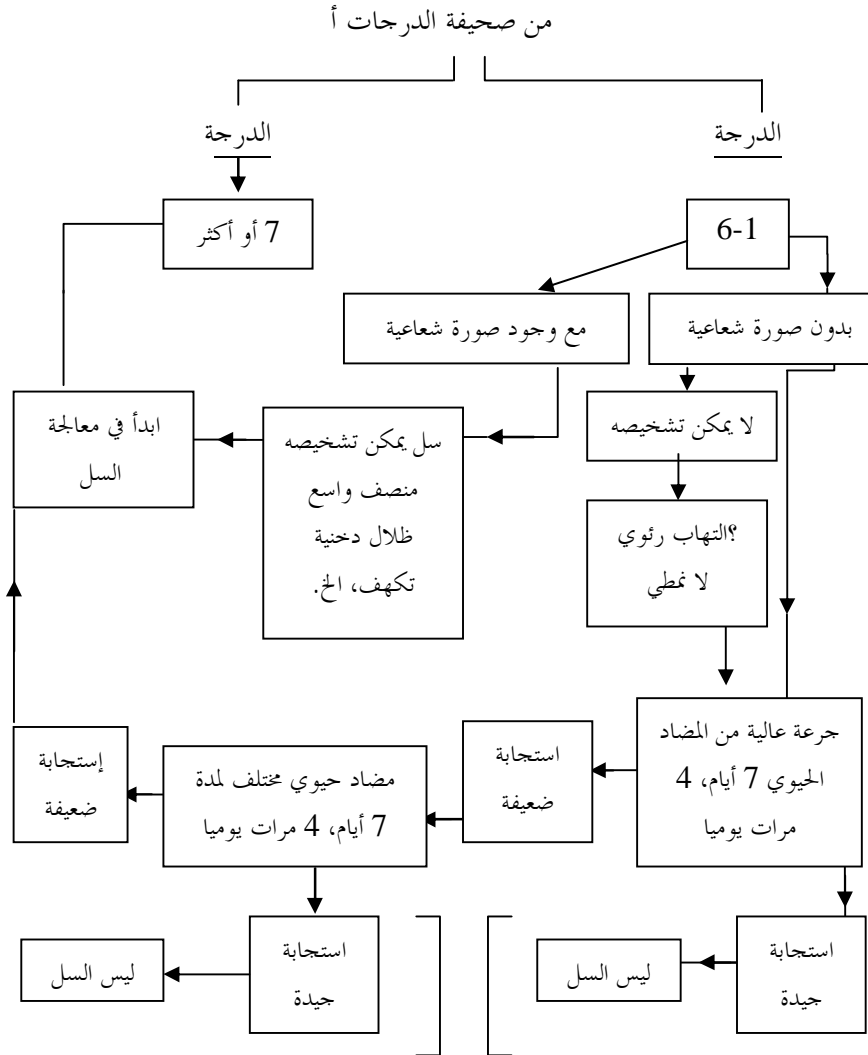 من صحيفة الدرجات أ
الدرجة
الدرجة
6-1
7 أو أكثر
بدون صورة شعاعية
مع وجود صورة شعاعية
لا يمكن تشخيصه
سل يمكن تشخيصه
منصف واسع
ظلال دخنية
تكهف، الخ.
ابدأ في معالجة
السل
؟التهاب رئوي
لا نمطي
جرعة عالية من المضاد
الحيوي 7 أيام، 4
مرات يوميا
استجابة
ضعيفة
مضاد حيوي مختلف لمدة
7 أيام، 4 مرات يوميا
إستجابة
ضعيفة
استجابة
جيدة
ليس السل
استجابة
جيدة
ليس السل